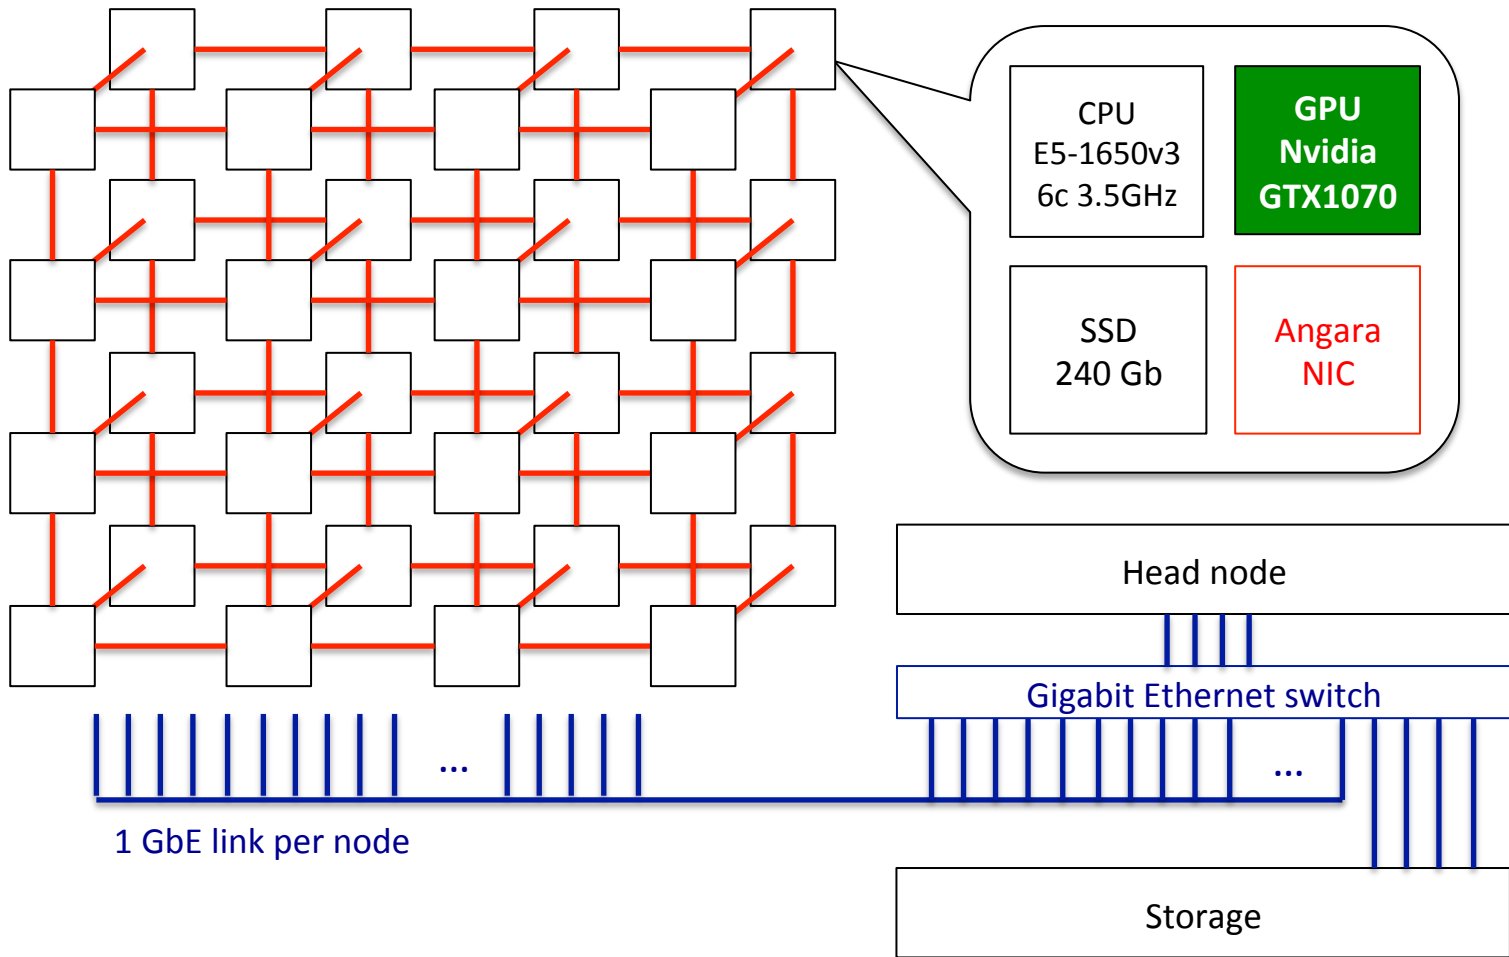 CPU
E5-1650v3
6c 3.5GHz
GPU
Nvidia
GTX1070
SSD
240 Gb
Angara
NIC
Head node
Gigabit Ethernet switch
...
...
1 GbE link per node
Storage